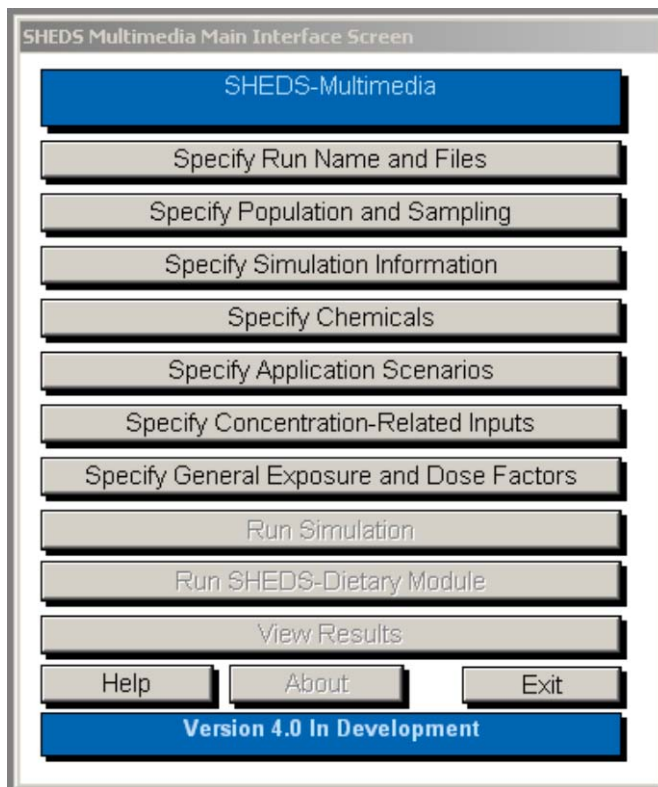 SHEDS Multimedia Main Interface Screen
SHEDS-Multimedia
Specify Run Name and Files
Specify Population and Sampling
Specify Simulation Information
Specify Chemicals
Specify Application Scenarios
Specify Concentration-Related Inputs
Specify General Exposure and Dose Factors
Run Simulation
Run SHEDS-Dietary Module
View Results
Help About Exit
Version 4.0 In Development